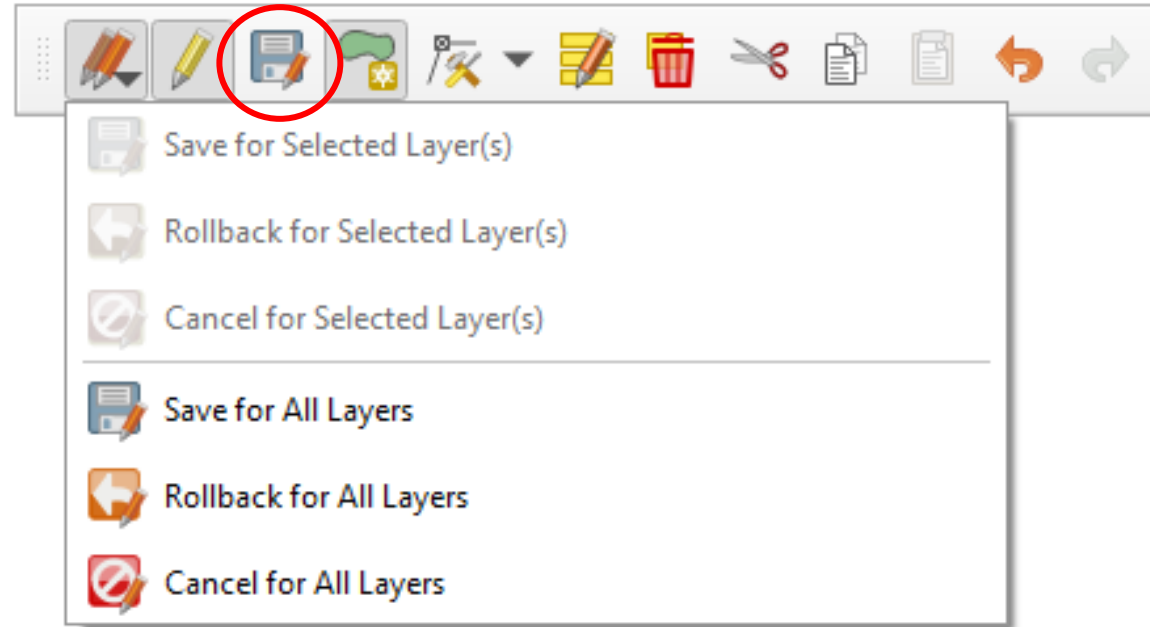 Save for Selected Layer(s)
Rollback for Selected Layer(s)
Cancel for Selected Layer(s)
Save for All Layers
Rollback for All Layers
Cancel for All Layers